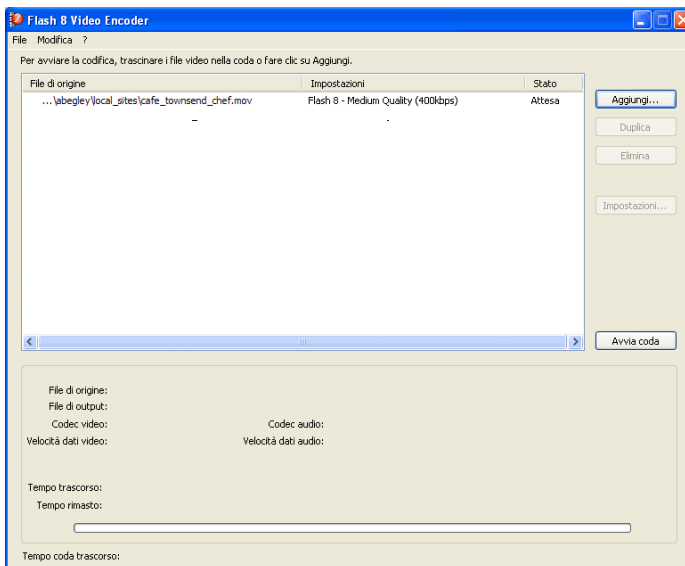 Flash 8 Video Encoder
File Modifica ?
Per avviare la codifica, trascinare i file video nella coda o fare clic su Aggiungi.
File di origine Impostazioni Stato
...\abegley\local_sites\cafe_townsend_chef.mov Flash 8 - Medium Quality (400kbps) Attesa
Aggiungi...
Duplica
Elimina
Impostazioni...
Avvia coda
File di origine:
File di output:
Codec video: Codec audio:
Velocità dati video: Velocità dati audio:
Tempo trascorso:
Tempo rimasto:
Tempo coda trascorso: